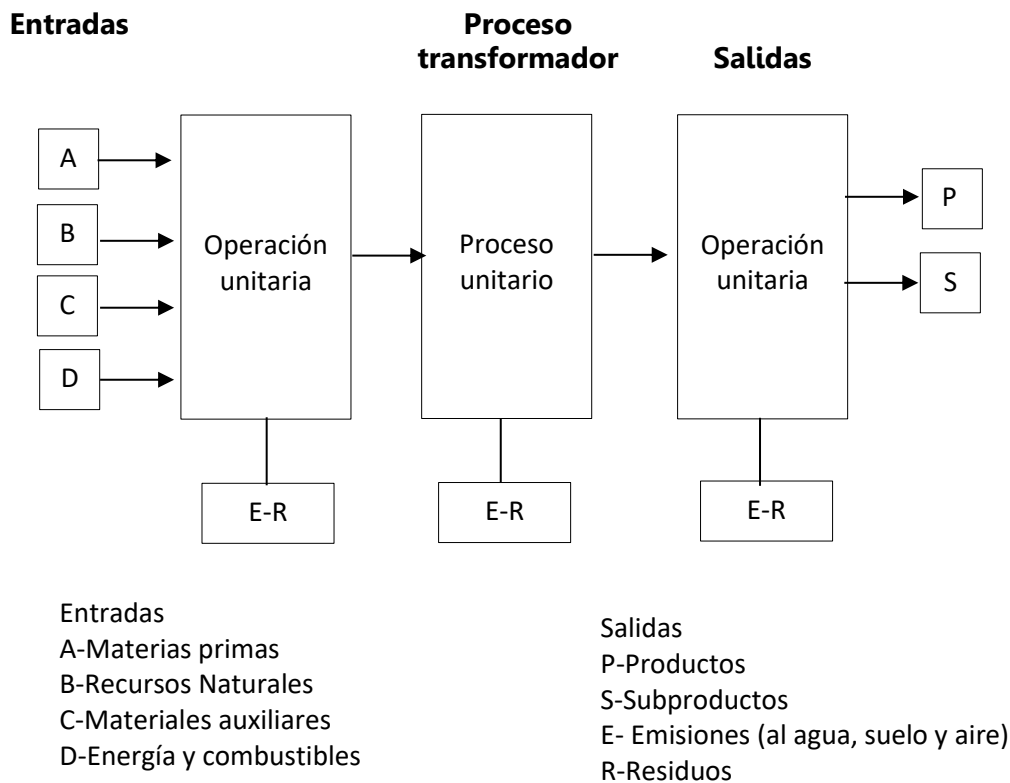 Entradas
Proceso
transformador
Salidas
A
B
C
D
Operación
unitaria
Proceso
unitario
Operación
unitaria
P
S
E-R
E-R
E-R
Entradas
A-Materias primas
B-Recursos Naturales
C-Materiales auxiliares
D-Energía y combustibles
Salidas
P-Productos
S-Subproductos
E- Emisiones (al agua, suelo y aire)
R-Residuos